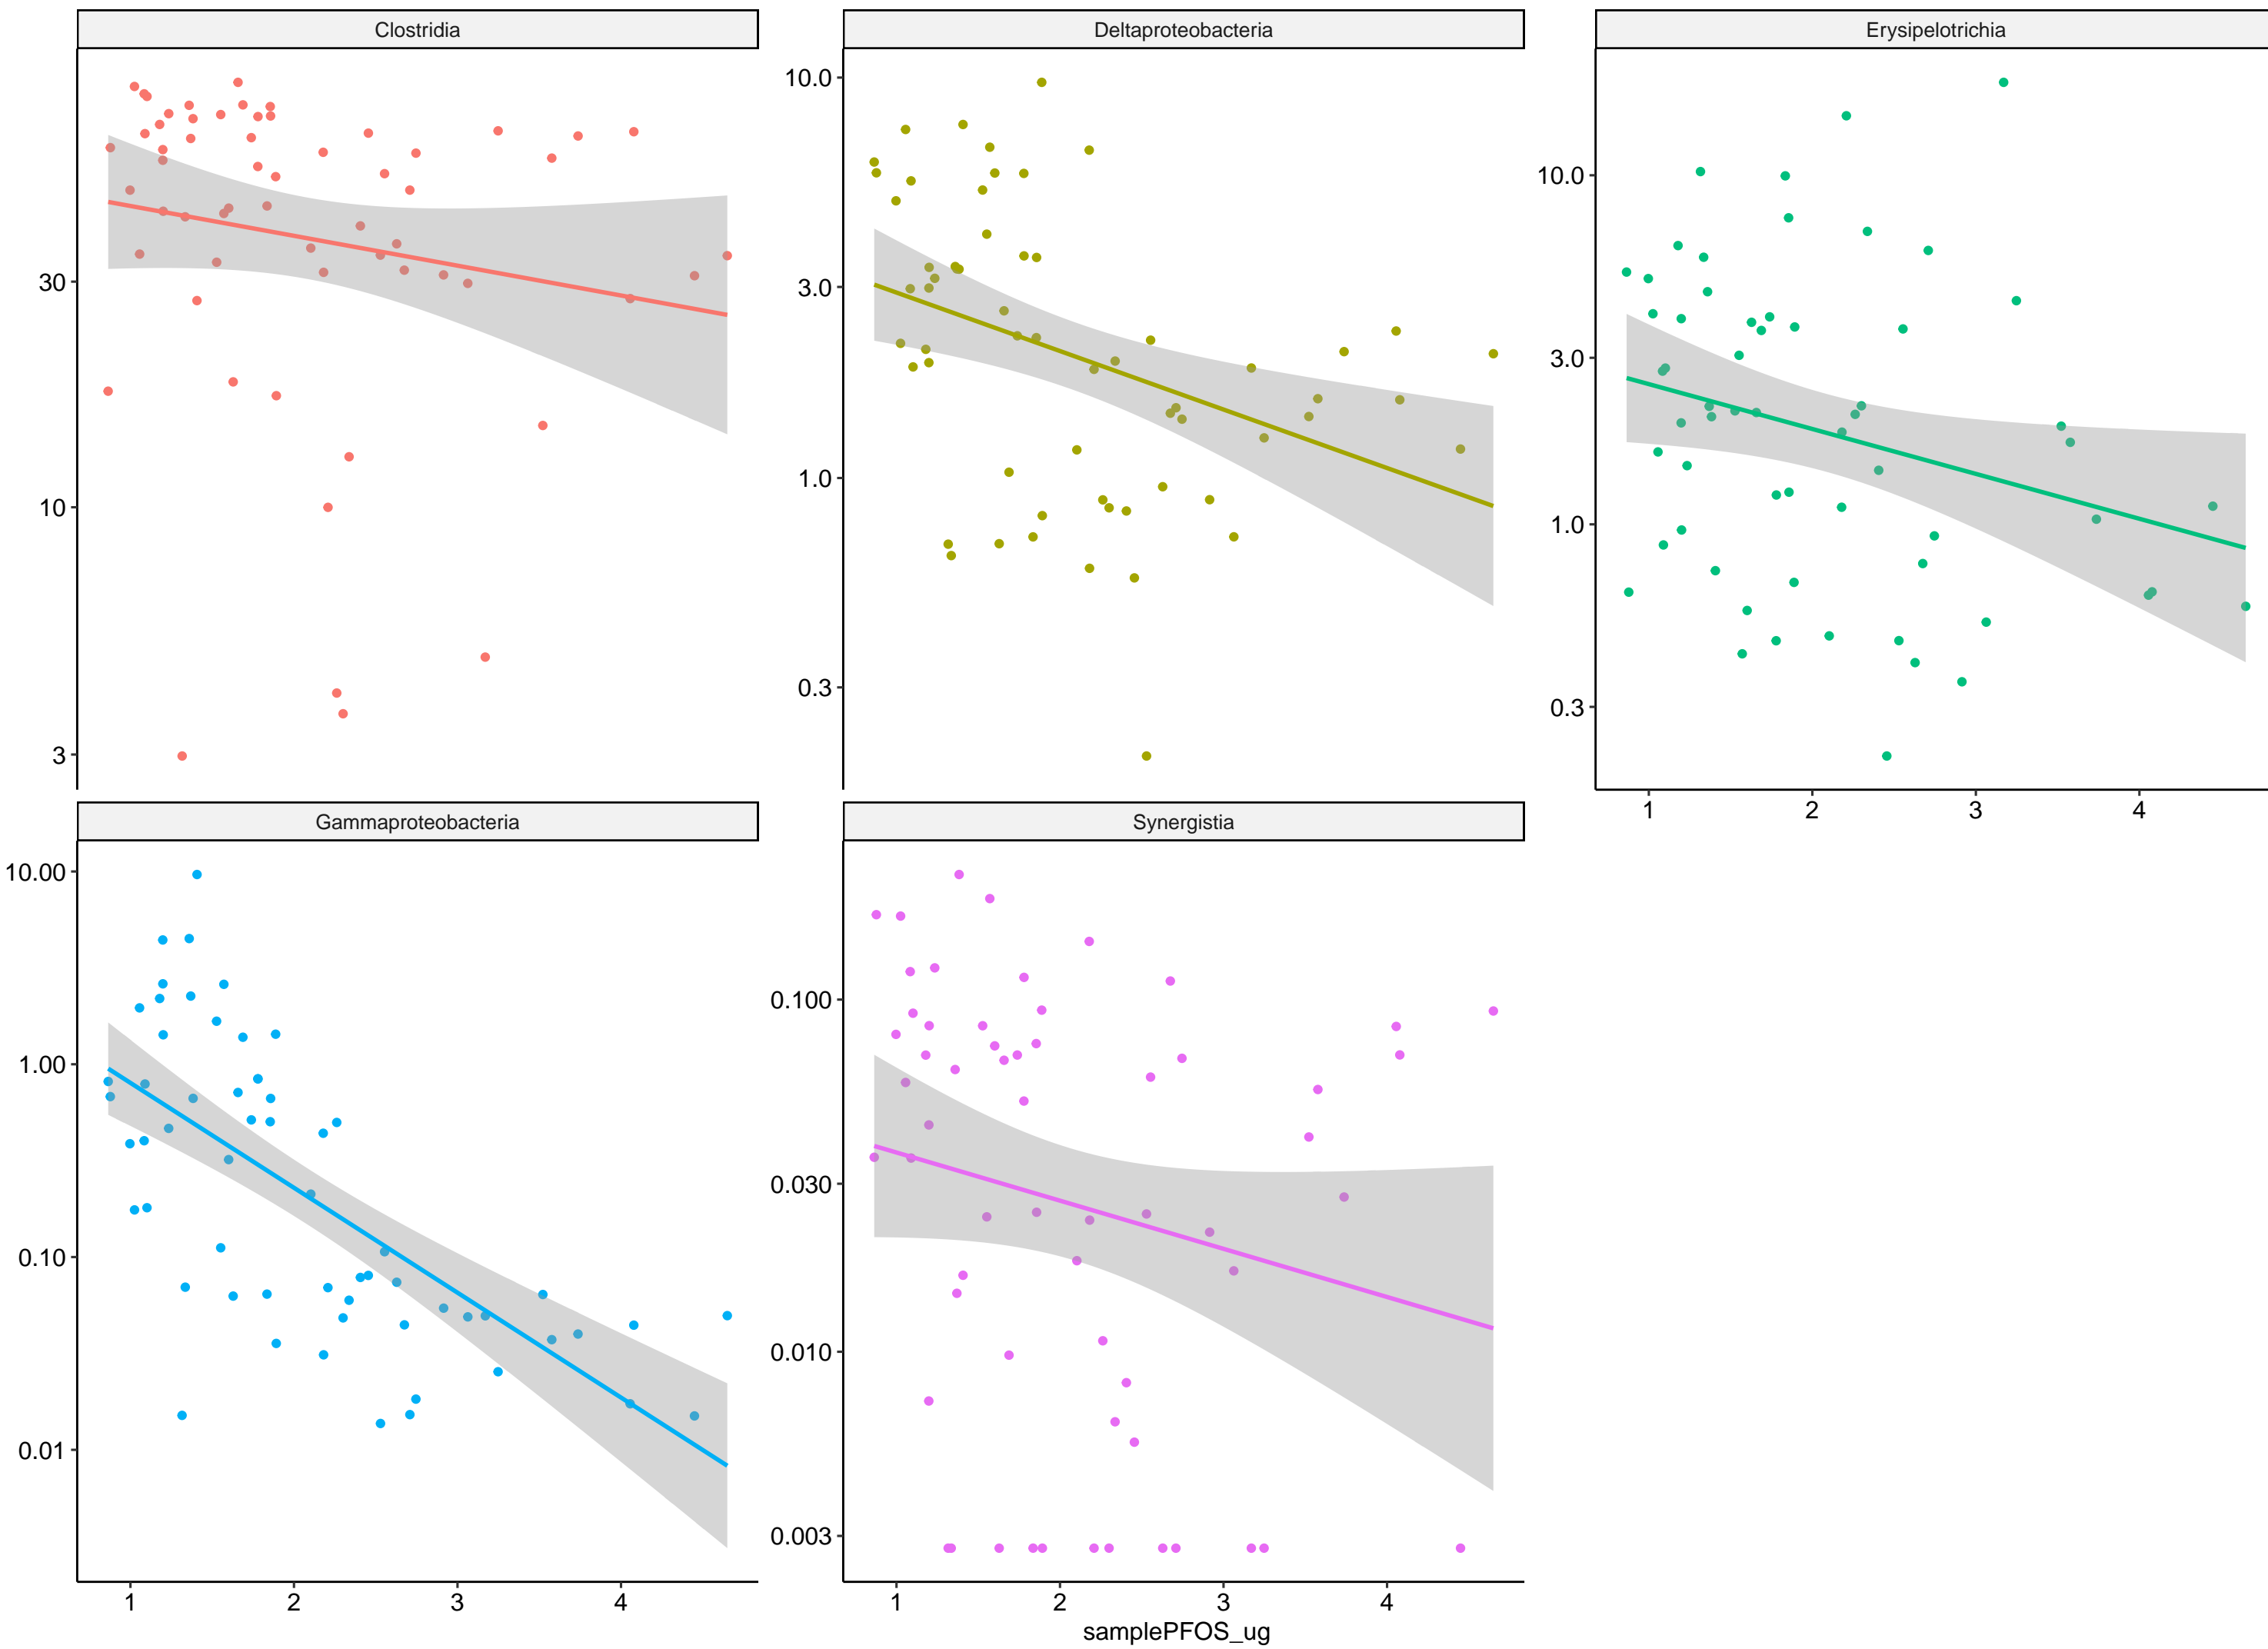 Clostridia
Deltaproteobacteria
Erysipelotrichia
30
10
3
10.0
3.0
1.0
0.3
10.0
3.0
1.0
0.3
1 2 3 4
Gammaproteobacteria
Synergistia
10.00
1.00
0.10
0.01
0.100
0.030
0.010
0.003
1 2 3 4
1 2 3 4
samplePFOS_ug